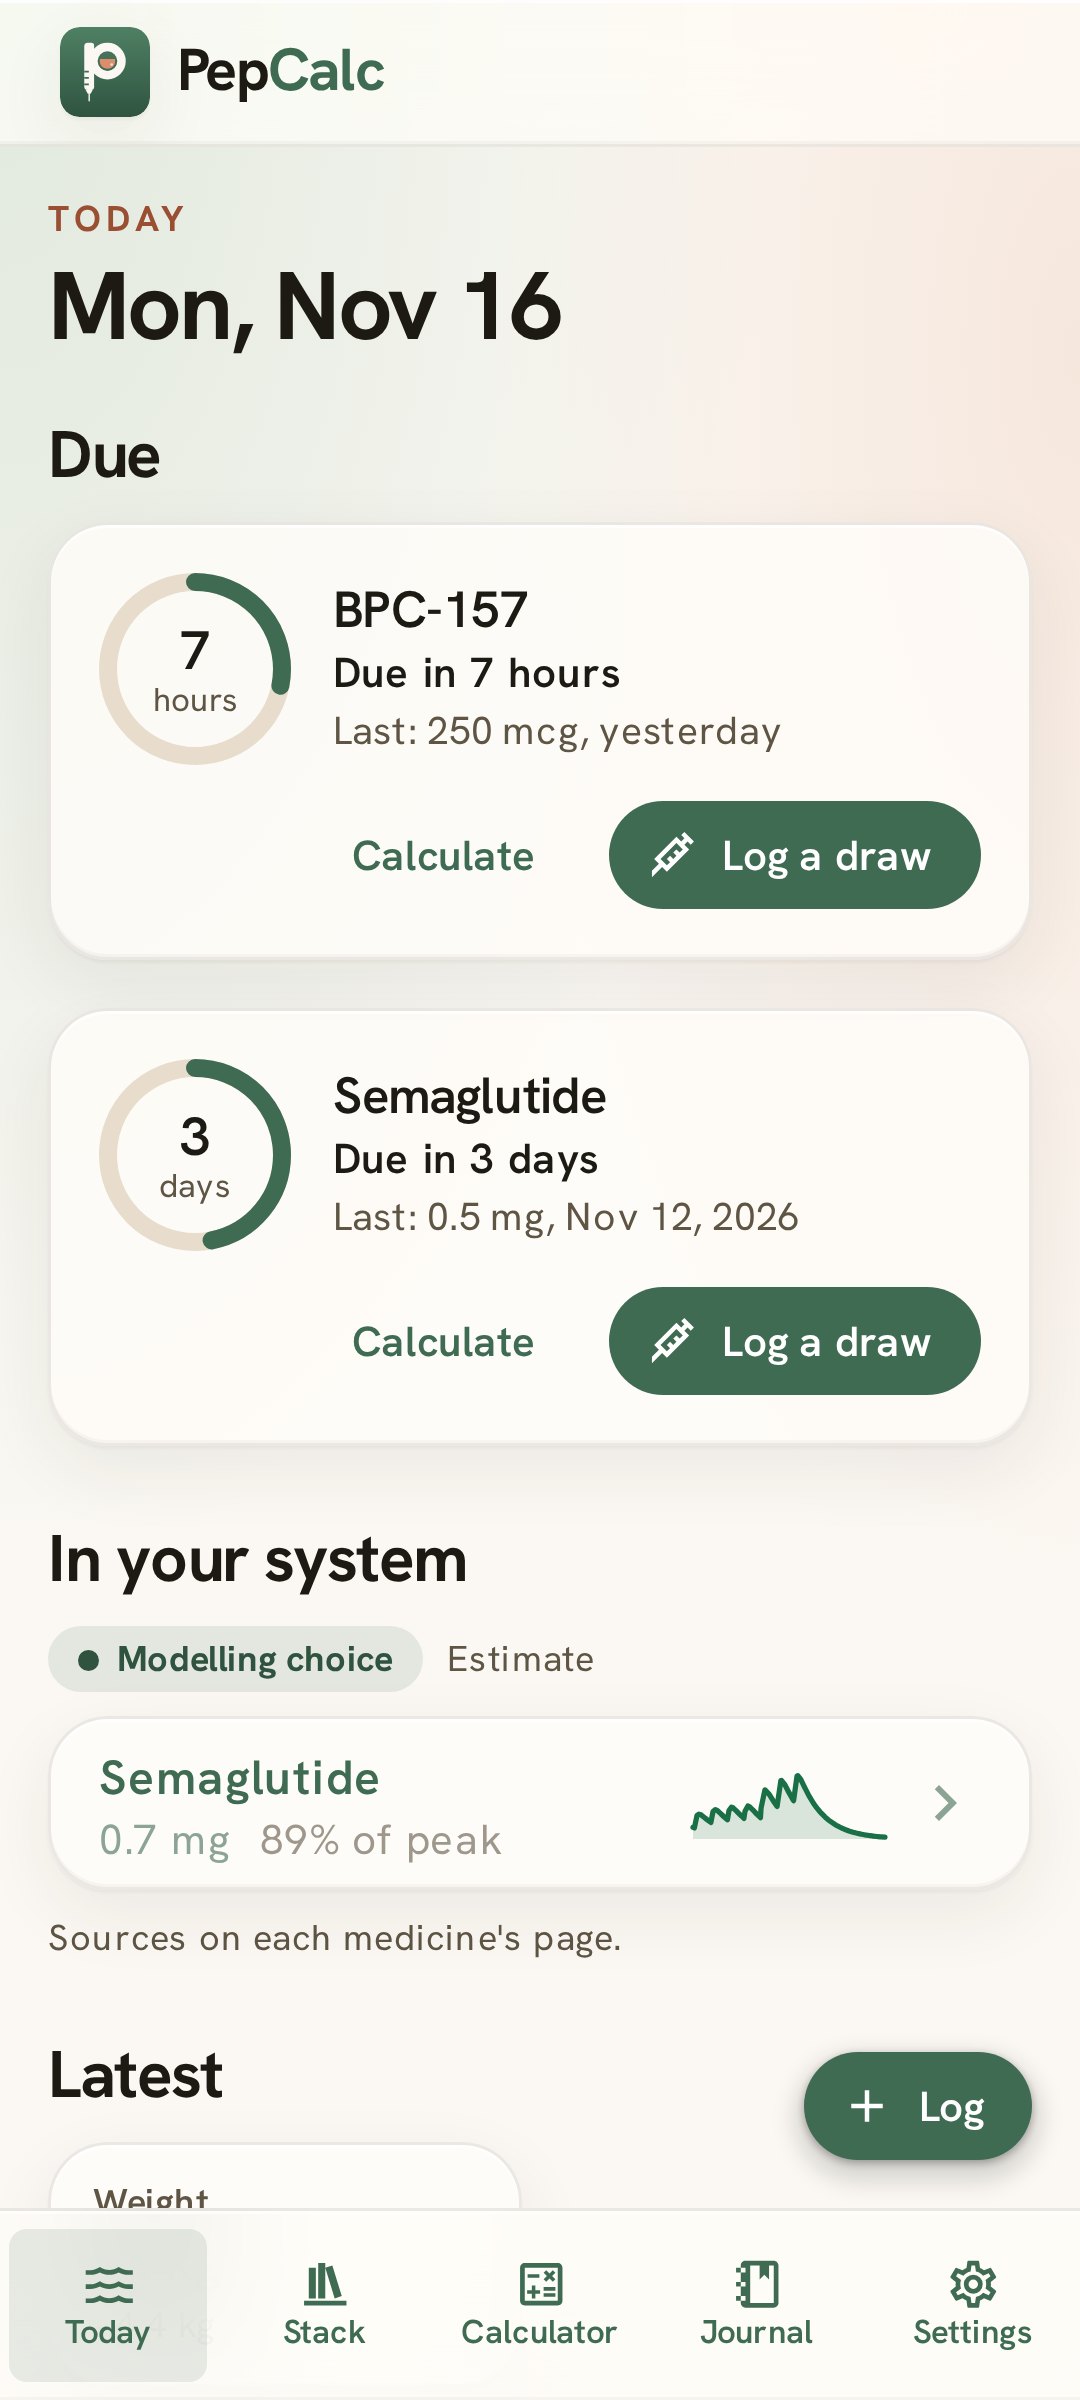 PepCalc
TODAY
Mon, Nov 16
Due
7
hours
BPC-157
Due in 7 hours
Last: 250 mcg, yesterday
Calculate
Log a draw
3
days
Semaglutide
Due in 3 days
Last: 0.5 mg, Nov 12, 2026
Calculate
Log a draw
In your system
Modelling choice Estimate
Semaglutide
0.7 mg 89% of peak
Sources on each medicine's page.
Latest
Log
Weight
kg
Today
Stack
Calculator
Journal
Settings